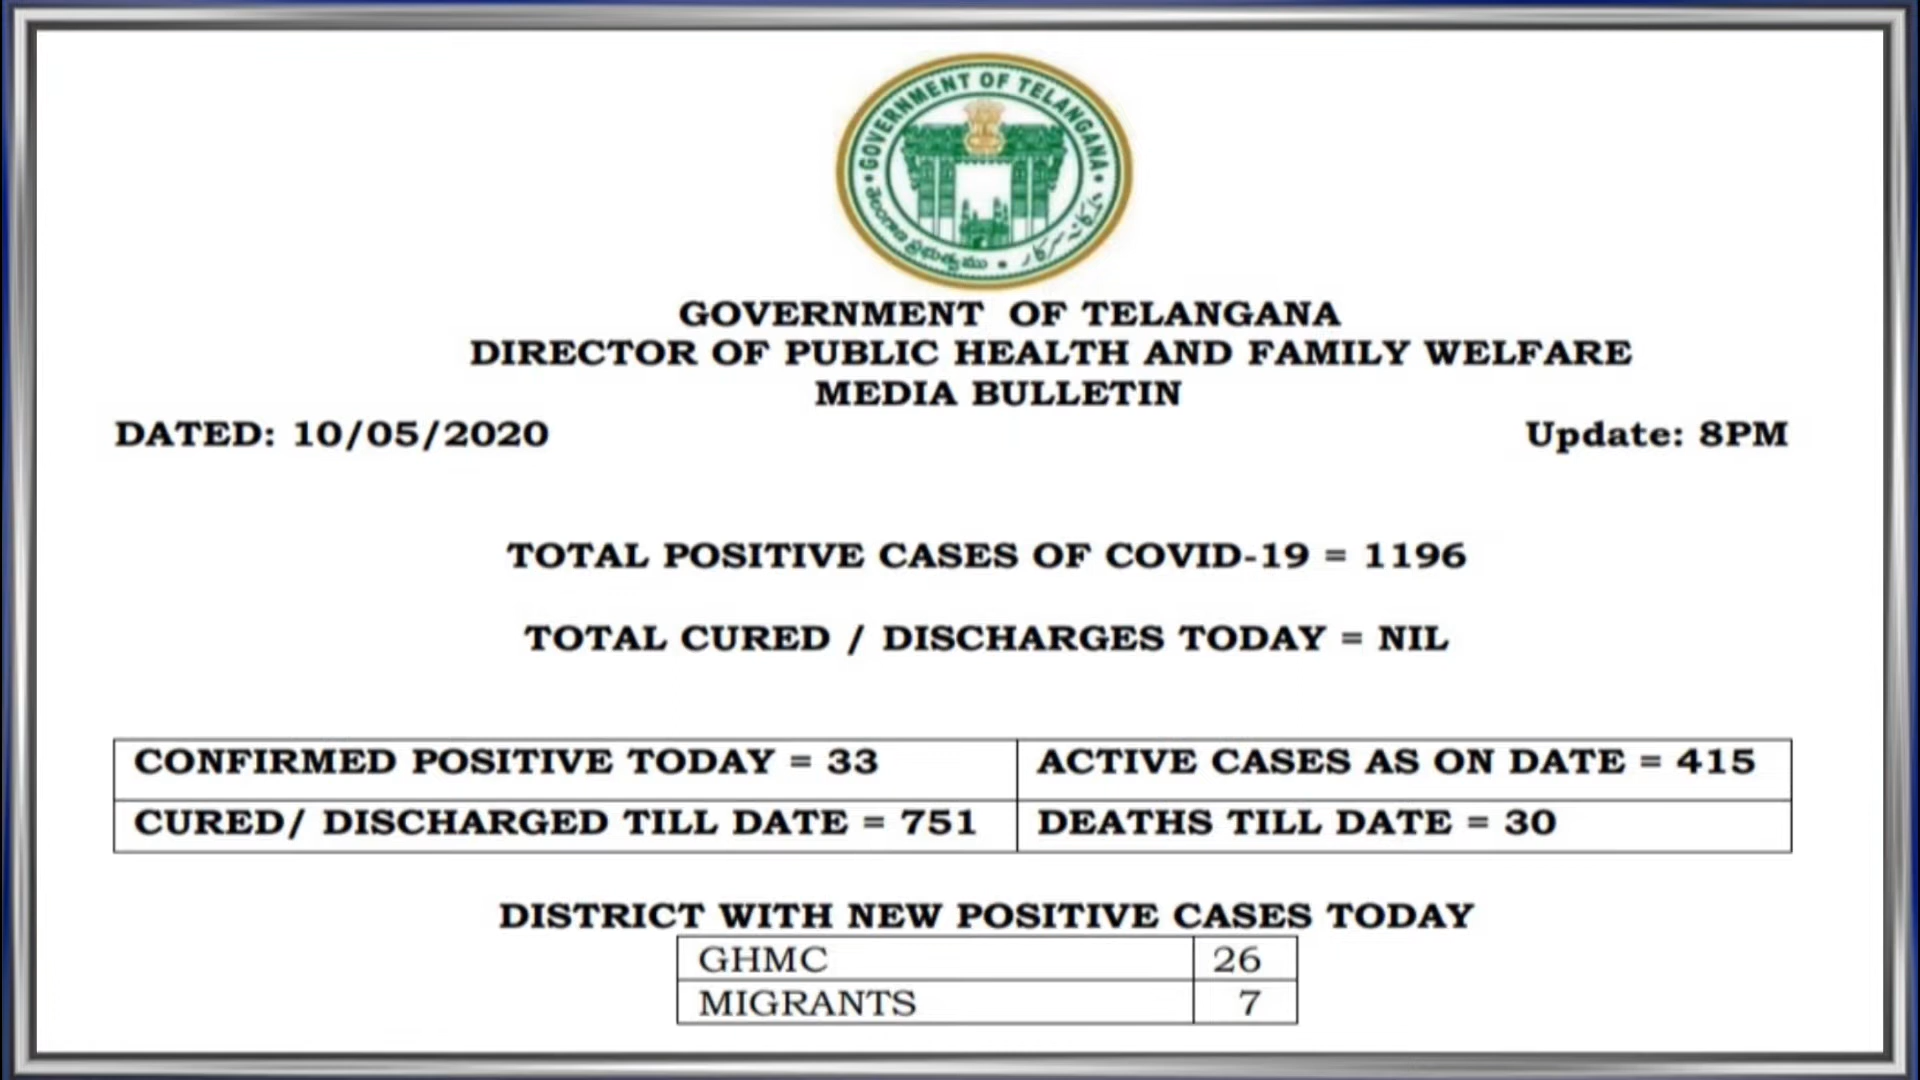 GOVERNMENT OF TELANGANA
తెలంగాణ ప్రభుత్వము
GOVERNMENT OF TELANGANA
DIRECTOR OF PUBLIC HEALTH AND FAMILY WELFARE
MEDIA BULLETIN
DATED: 10/05/2020 Update: 8PM
TOTAL POSITIVE CASES OF COVID-19 = 1196
TOTAL CURED / DISCHARGES TODAY = NIL
CONFIRMED POSITIVE TODAY = 33 ACTIVE CASES AS ON DATE = 415
CURED/ DISCHARGED TILL DATE = 751 DEATHS TILL DATE = 30
DISTRICT WITH NEW POSITIVE CASES TODAY
GHMC 26
MIGRANTS 7